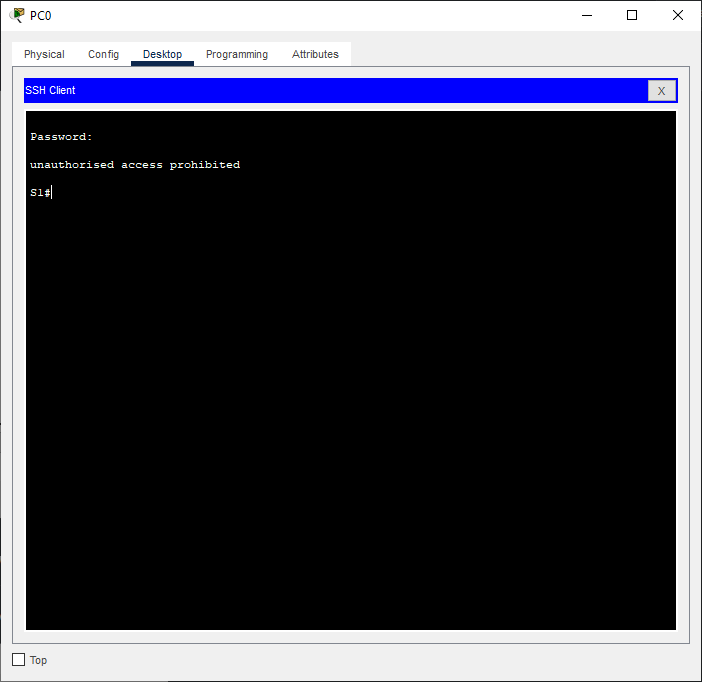 PC0
Physical Config Desktop Programming Attributes
SSH Client X
Password:
unauthorised access prohibited
S1#
Top